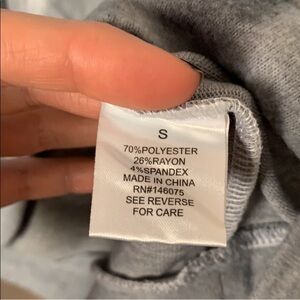 S
70%POLYESTER
26%RAYON
4%SPANDEX
MADE IN CHINA
RN#146075
SEE REVERSE
FOR CARE